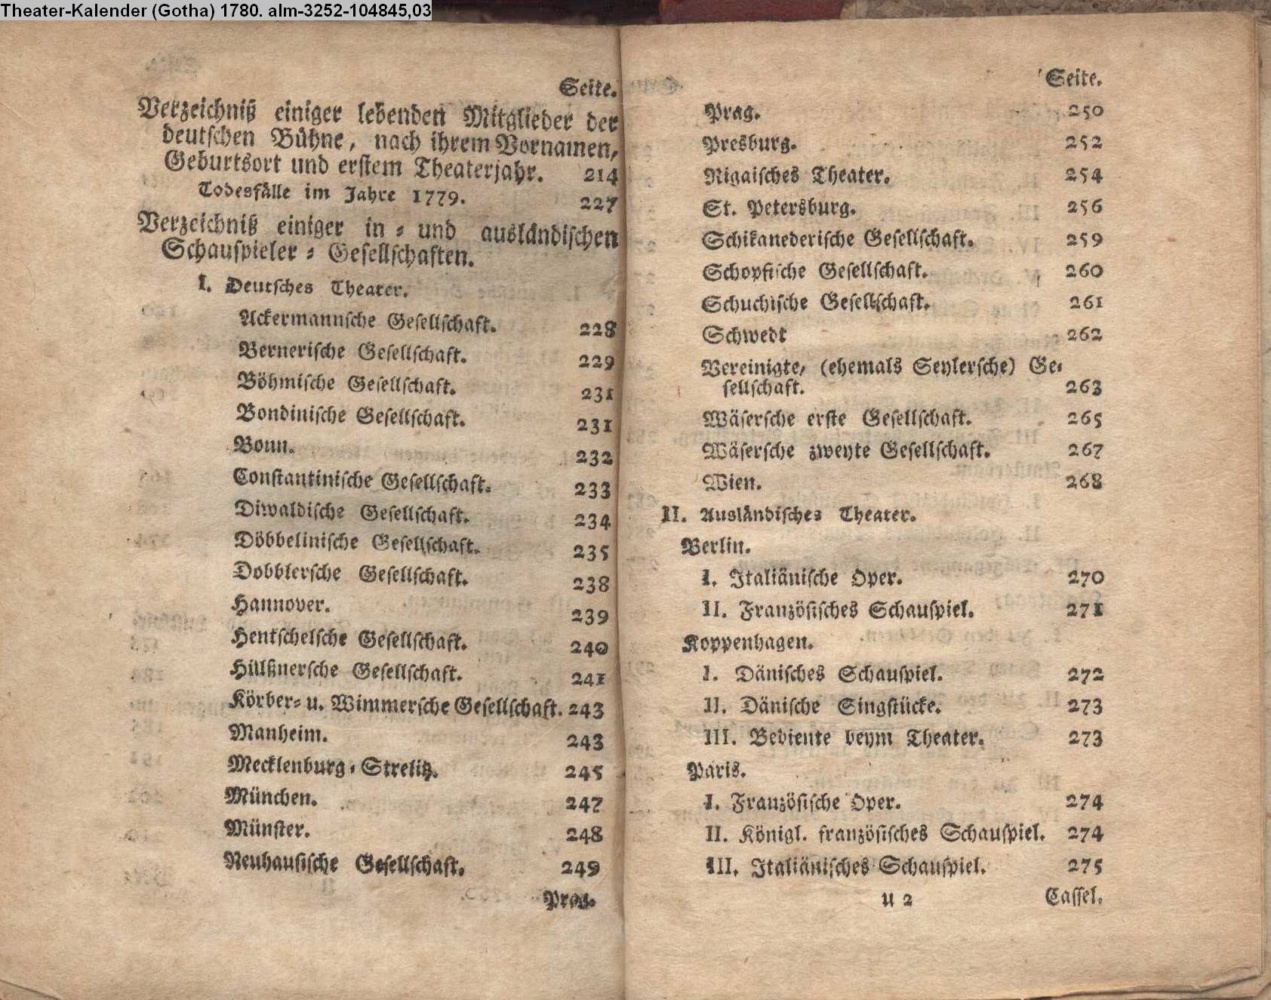 Theater-Kalender (Gotha) 1780. alm-3252-104845,03
Seite.
Verzeichniß einiger lebenden Mitglieder der
deutschen Bühne, nach ihrem Vornamen,
Geburtsort und erstem Theaterjahr. 214
Todesfälle im Jahre 1779. 227
Verzeichniß einiger in- und ausländischen
Schauspieler-Gesellschaften.
I. Deutsches Theater.
Ackermannsche Gesellschaft. 228
Bernerische Gesellschaft. 229
Böhmische Gesellschaft. 231
Bondinische Gesellschaft. 231
Bonn. 232
Constantinische Gesellschaft. 233
Diwaldische Gesellschaft. 234
Döbbelinische Gesellschaft. 235
Dobblersche Gesellschaft. 238
Hannover. 239
Hentschelsche Gesellschaft. 240
Hülßnersche Gesellschaft. 241
Körber- u. Wimmersche Gesellschaft. 243
Manheim. 243
Mecklenburg-Strelitz. 245
München. 247
Münster. 248
Neuhausische Gesellschaft. 249
Prag.
Seite.
Prag. 250
Presburg. 252
Rigaisches Theater. 254
St. Petersburg. 256
Schikanederische Gesellschaft. 259
Schopfische Gesellschaft. 260
Schuchische Gesellschaft. 261
Schwedt 262
Vereinigte, (ehemals Seylersche) Ge-
sellschaft. 263
Wäsersche erste Gesellschaft. 265
Wäsersche zweyte Gesellschaft. 267
Wien. 268
II. Ausländisches Theater.
Berlin.
I. Italiänische Oper. 270
II. Französisches Schauspiel. 271
Koppenhagen.
I. Dänisches Schauspiel. 272
II. Dänische Singstücke. 273
III. Bediente beym Theater. 273
Paris.
I. Französische Oper. 274
II. Königl. französisches Schauspiel. 274
III. Italiänisches Schauspiel. 275
U 2 Cassel.